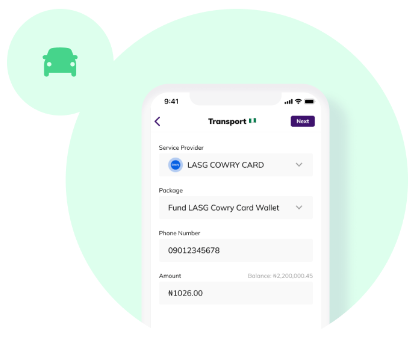 9:41
Transport
Next
Service Provider
LASG COWRY CARD
Package
Fund LASG Cowry Card Wallet
Phone Number
09012345678
Amount Balance: ₦2,200,000.45
₦1026.00